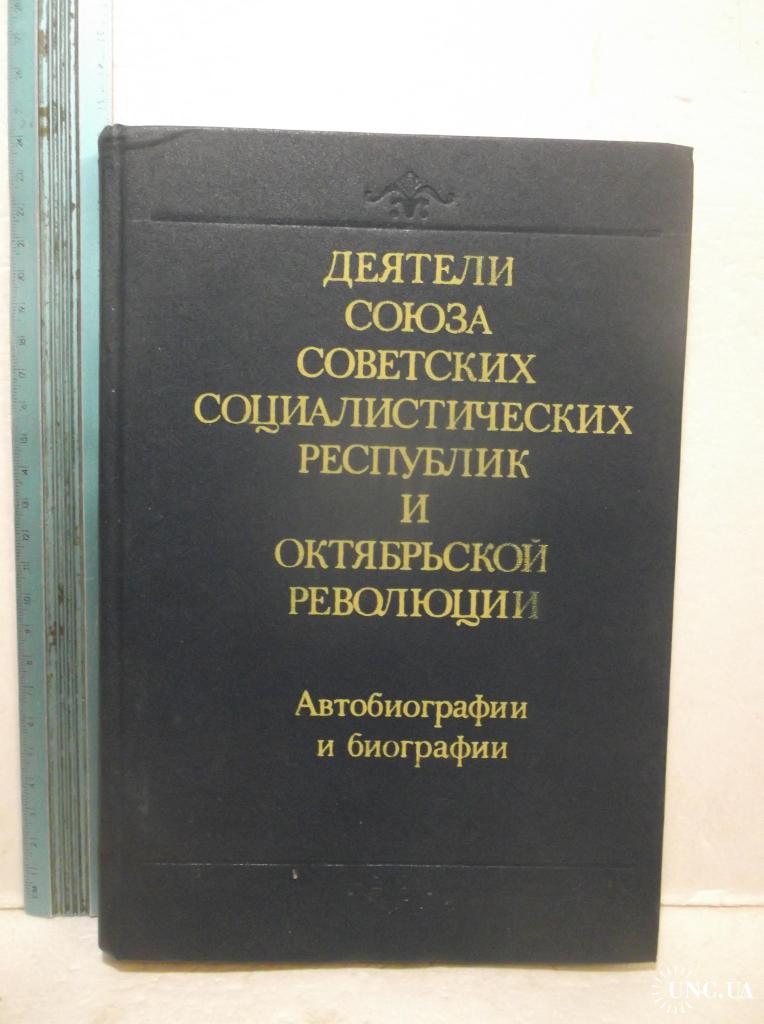 ДЕЯТЕЛИ
СОЮЗА
СОВЕТСКИХ
СОЦИАЛИСТИЧЕСКИХ
РЕСПУБЛИК
И
ОКТЯБРЬСКОЙ
РЕВОЛЮЦИИ
Автобиографии
и биографии
UNC.UA